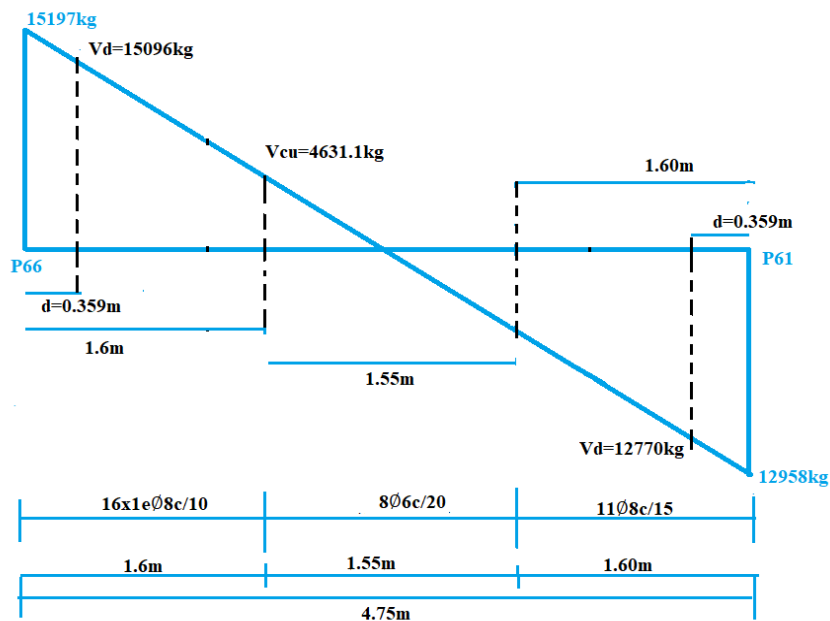 15197kg
Vd=15096kg
Vcu=4631.1kg
1.60m
d=0.359m
P66
P61
d=0.359m
1.6m
1.55m
Vd=12770kg
12958kg
16x1eØ8c/10
8Ø6c/20
11Ø8c/15
1.6m
1.55m
1.60m
4.75m